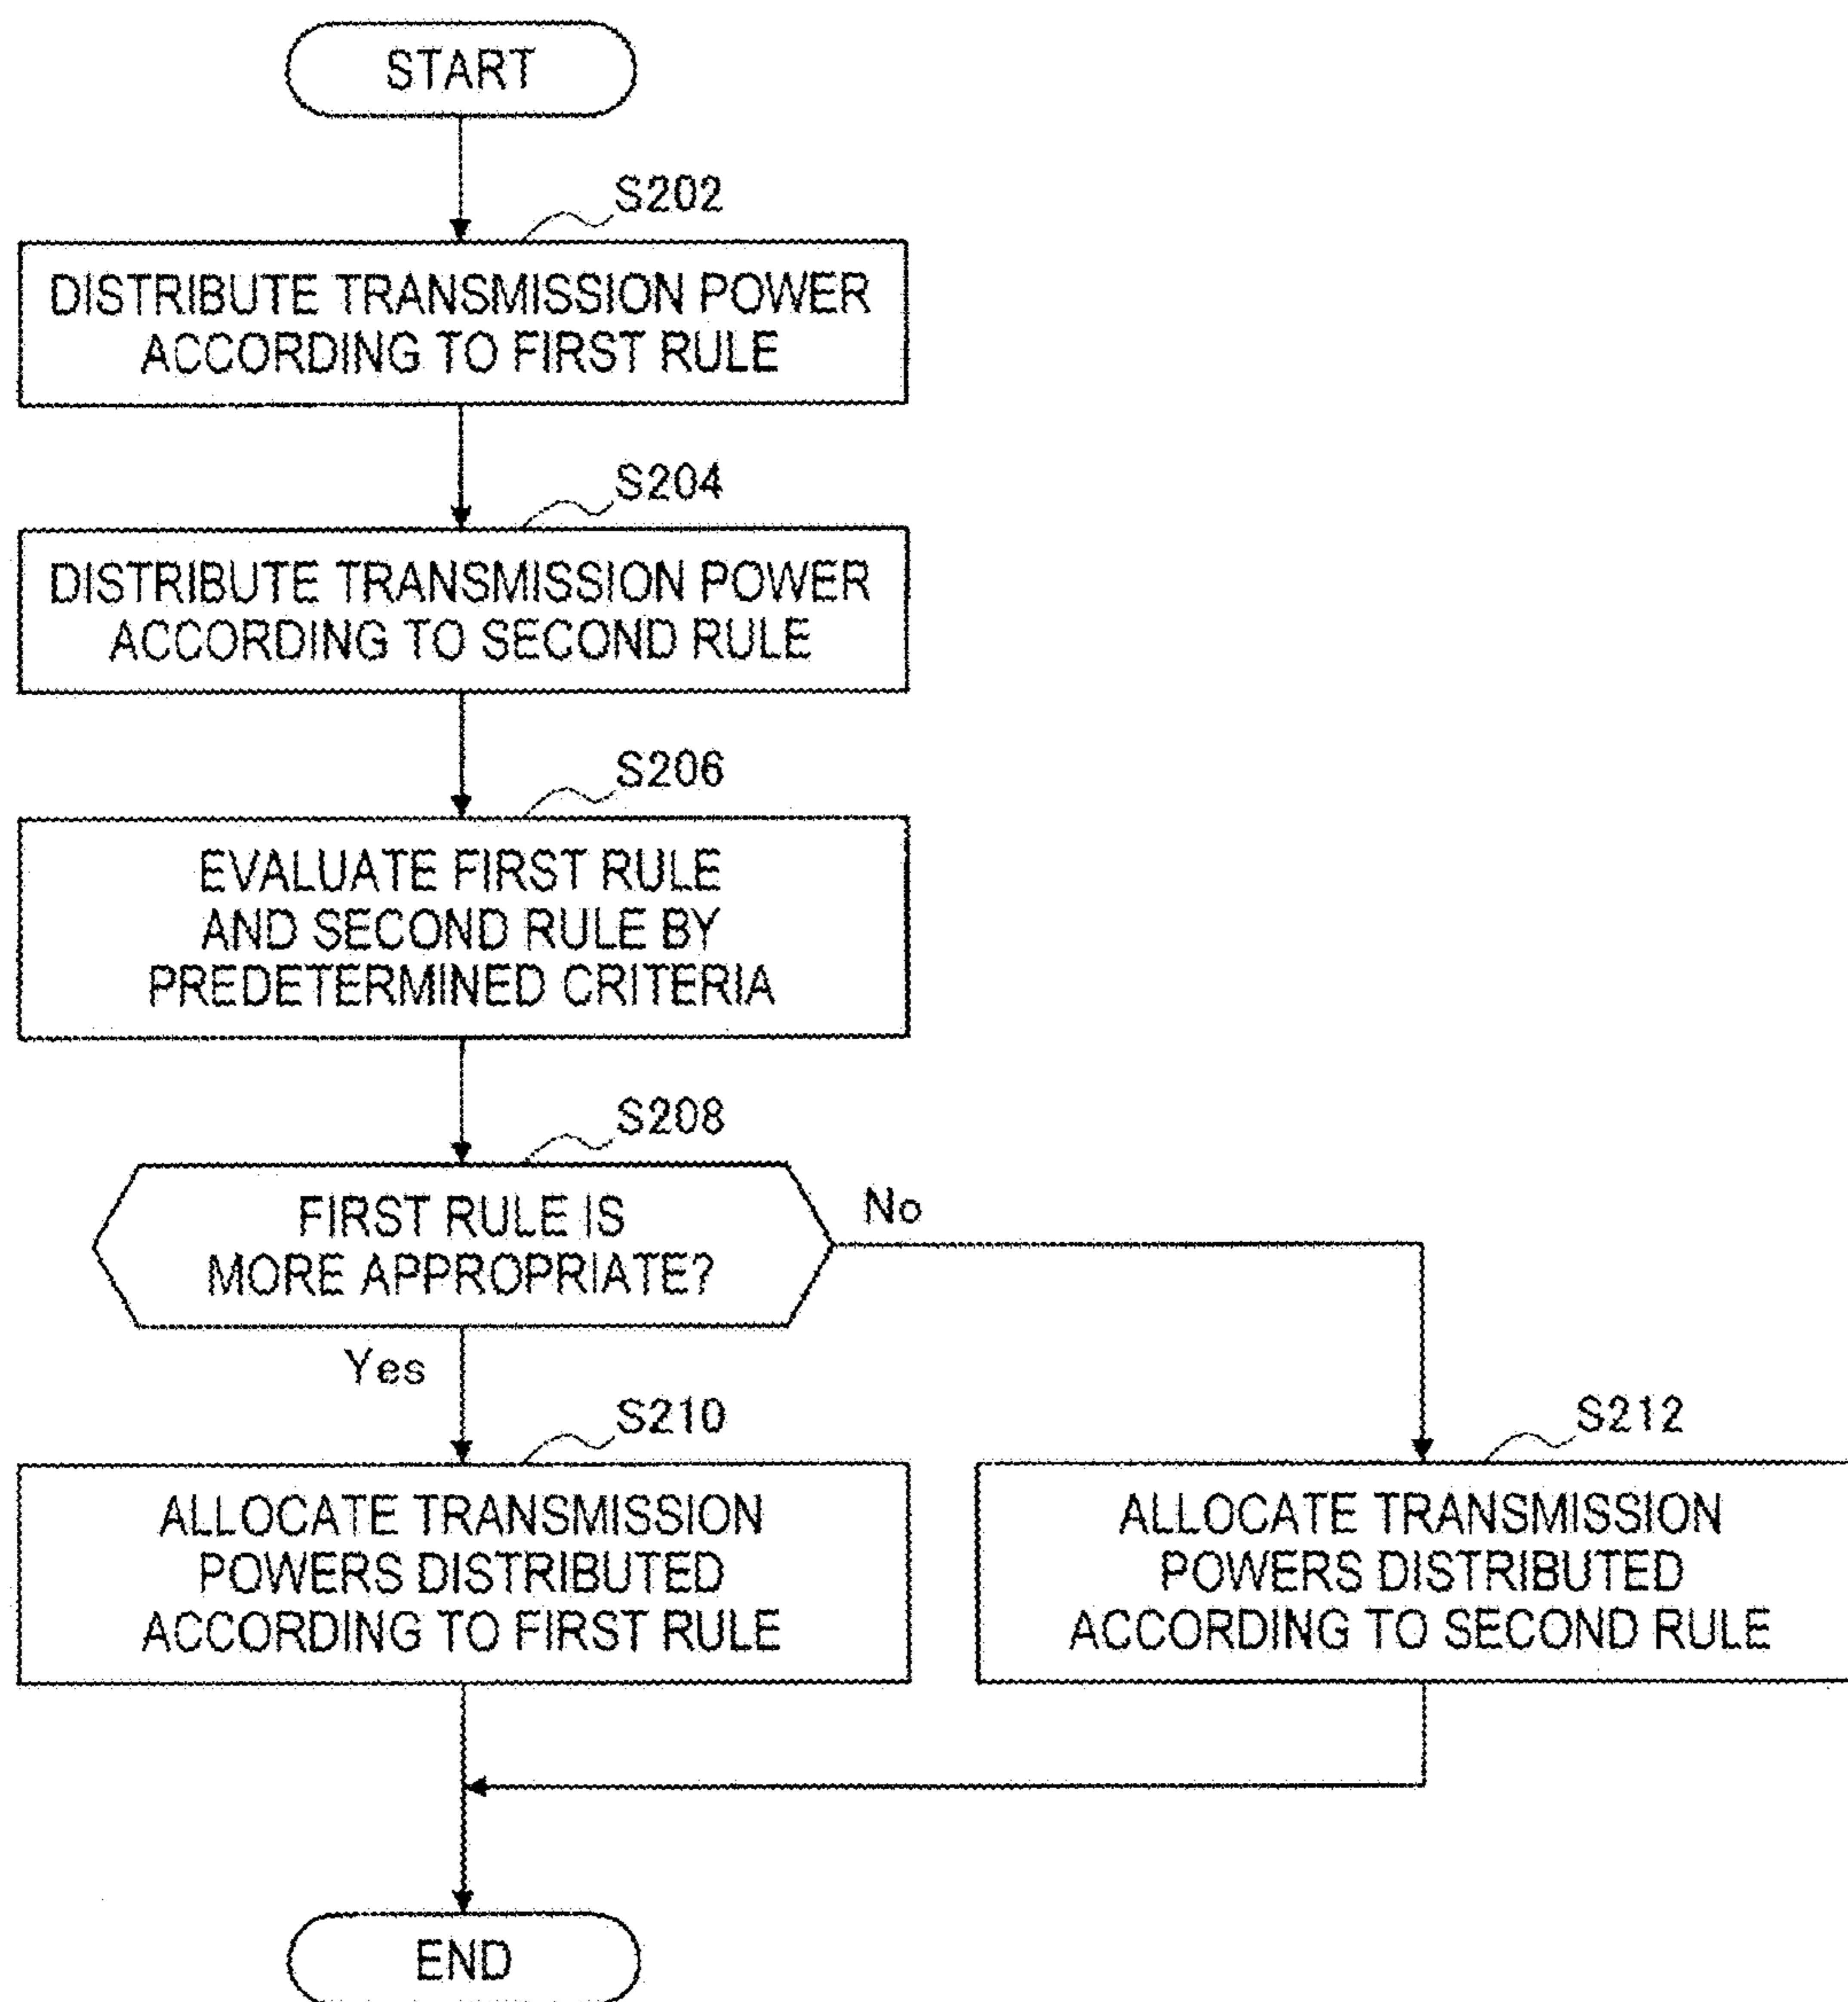 START
S202
DISTRIBUTE TRANSMISSION POWER
ACCORDING TO FIRST RULE
S204
DISTRIBUTE TRANSMISSION POWER
ACCORDING TO SECOND RULE
S206
EVALUATE FIRST RULE
AND SECOND RULE BY
PREDETERMINED CRITERIA
S208
FIRST RULE IS
MORE APPROPRIATE?
No
Yes
S210
ALLOCATE TRANSMISSION
POWERS DISTRIBUTED
ACCORDING TO FIRST RULE
S212
ALLOCATE TRANSMISSION
POWERS DISTRIBUTED
ACCORDING TO SECOND RULE
END